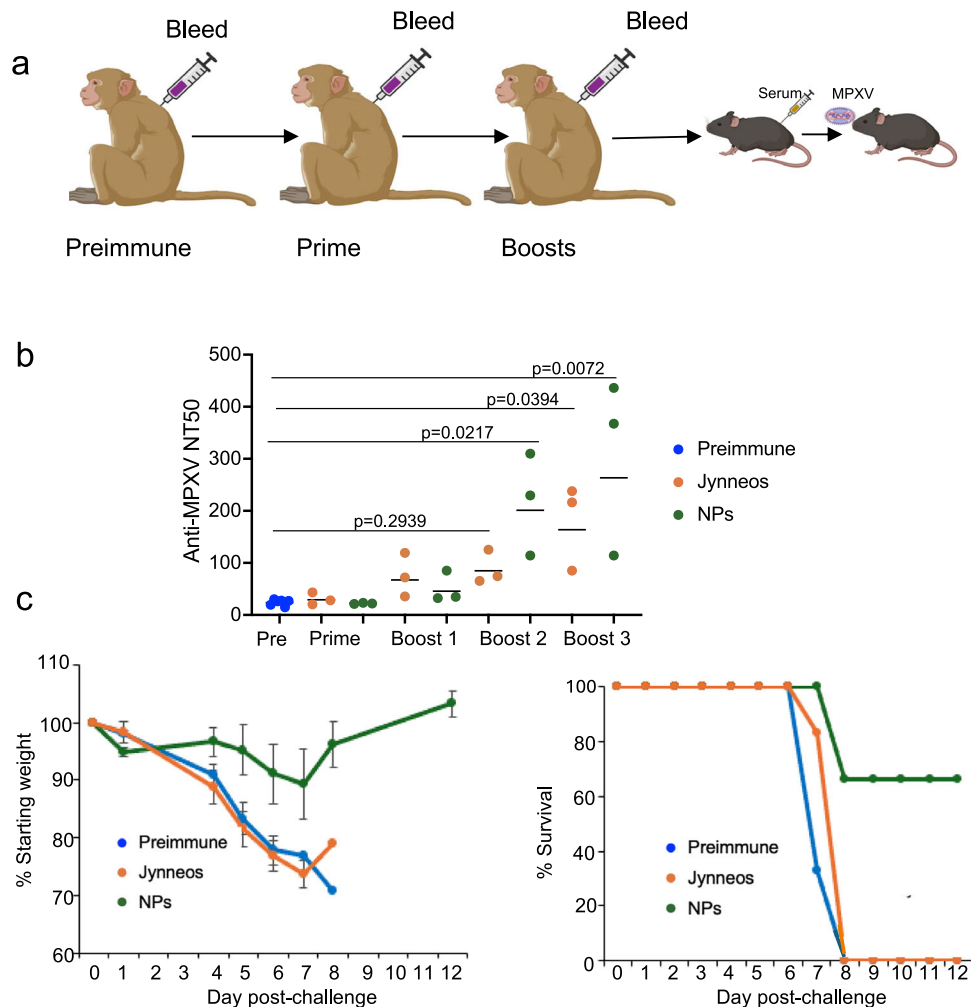 a
Bleed
Bleed
Bleed
Serum
MPXV
Preimmune
Prime
Boosts
b
Anti-MPXV NT50
500
400
300
200
100
0
p=0.0072
p=0.0394
p=0.0217
p=0.2939
Pre
Prime
Boost 1
Boost 2
Boost 3
Preimmune
Jynneos
NPs
c
% Starting weight
110
100
90
80
70
60
Preimmune
Jynneos
NPs
0 1 2 3 4 5 6 7 8 9 10 11 12
Day post-challenge
% Survival
100
80
60
40
20
0
Preimmune
Jynneos
NPs
0 1 2 3 4 5 6 7 8 9 10 11 12
Day post-challenge